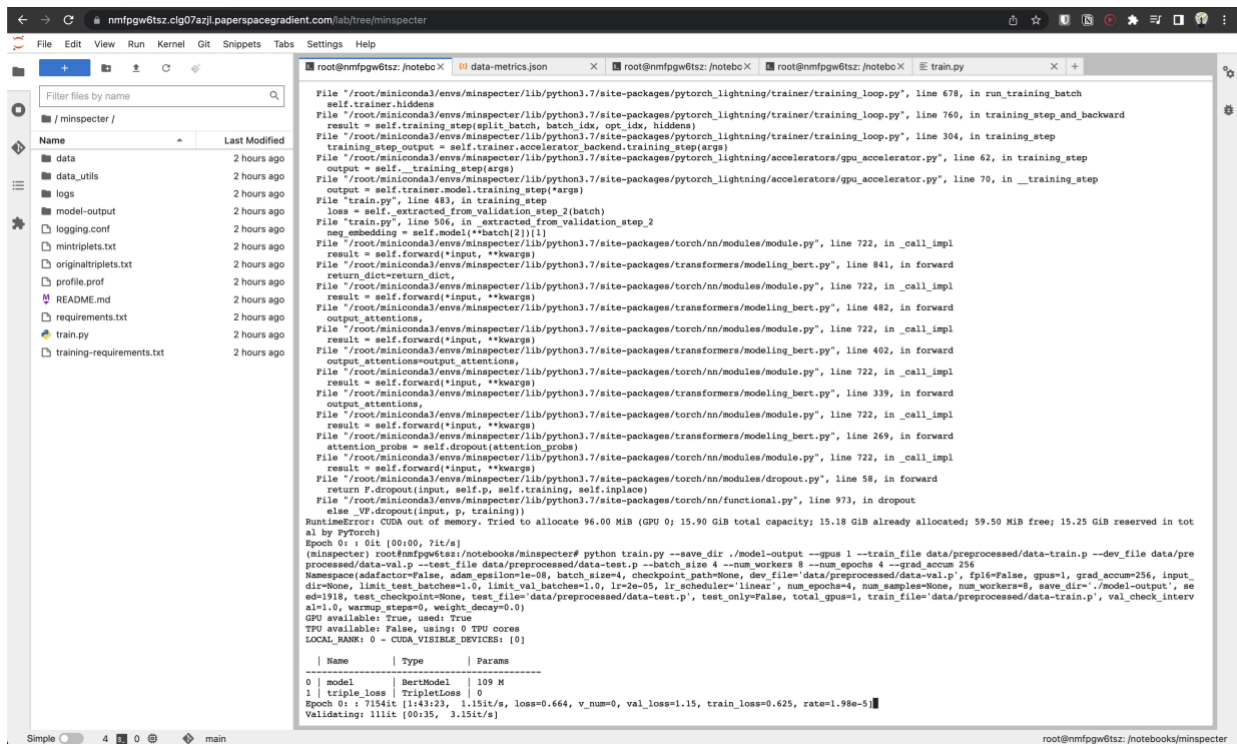 nmfpgw6tsz.clg07azjl.paperspacegradient.com/lab/tree/minspecter
File Edit View Run Kernel Git Snippets Tabs Settings Help
root@nmfpgw6tsz: /notebc data-metrics.json root@nmfpgw6tsz: /notebc root@nmfpgw6tsz: /notebc train.py
Filter files by name
/ minspecter /
Name Last Modified
data 2 hours ago
data_utils 2 hours ago
logs 2 hours ago
model-output 2 hours ago
logging.conf 2 hours ago
mintriplets.txt 2 hours ago
originaltriplets.txt 2 hours ago
profile.prof 2 hours ago
README.md 2 hours ago
requirements.txt 2 hours ago
train.py 2 hours ago
training-requirements.txt 2 hours ago
File "/root/miniconda3/envs/minspecter/lib/python3.7/site-packages/pytorch_lightning/trainer/training_loop.py", line 678, in run_training_batch
self.trainer.hiddens
File "/root/miniconda3/envs/minspecter/lib/python3.7/site-packages/pytorch_lightning/trainer/training_loop.py", line 760, in training_step_and_backward
result = self.training_step(split_batch, batch_idx, opt_idx, hiddens)
File "/root/miniconda3/envs/minspecter/lib/python3.7/site-packages/pytorch_lightning/trainer/training_loop.py", line 304, in training_step
training_step_output = self.trainer.accelerator_backend.training_step(args)
File "/root/miniconda3/envs/minspecter/lib/python3.7/site-packages/pytorch_lightning/accelerators/gpu_accelerator.py", line 62, in training_step
output = self.__training_step(args)
File "/root/miniconda3/envs/minspecter/lib/python3.7/site-packages/pytorch_lightning/accelerators/gpu_accelerator.py", line 70, in __training_step
output = self.trainer.model.training_step(*args)
File "train.py", line 483, in training_step
loss = self._extracted_from_validation_step_2(batch)
File "train.py", line 506, in _extracted_from_validation_step_2
neg_embedding = self.model(**batch[2])[1]
File "/root/miniconda3/envs/minspecter/lib/python3.7/site-packages/torch/nn/modules/module.py", line 722, in _call_impl
result = self.forward(*input, **kwargs)
File "/root/miniconda3/envs/minspecter/lib/python3.7/site-packages/transformers/modeling_bert.py", line 841, in forward
return_dict=return_dict,
File "/root/miniconda3/envs/minspecter/lib/python3.7/site-packages/torch/nn/modules/module.py", line 722, in _call_impl
result = self.forward(*input, **kwargs)
File "/root/miniconda3/envs/minspecter/lib/python3.7/site-packages/transformers/modeling_bert.py", line 482, in forward
output_attentions,
File "/root/miniconda3/envs/minspecter/lib/python3.7/site-packages/torch/nn/modules/module.py", line 722, in _call_impl
result = self.forward(*input, **kwargs)
File "/root/miniconda3/envs/minspecter/lib/python3.7/site-packages/transformers/modeling_bert.py", line 402, in forward
output_attentions=output_attentions,
File "/root/miniconda3/envs/minspecter/lib/python3.7/site-packages/torch/nn/modules/module.py", line 722, in _call_impl
result = self.forward(*input, **kwargs)
File "/root/miniconda3/envs/minspecter/lib/python3.7/site-packages/transformers/modeling_bert.py", line 339, in forward
output_attentions,
File "/root/miniconda3/envs/minspecter/lib/python3.7/site-packages/torch/nn/modules/module.py", line 722, in _call_impl
result = self.forward(*input, **kwargs)
File "/root/miniconda3/envs/minspecter/lib/python3.7/site-packages/transformers/modeling_bert.py", line 269, in forward
attention_probs = self.dropout(attention_probs)
File "/root/miniconda3/envs/minspecter/lib/python3.7/site-packages/torch/nn/modules/module.py", line 722, in _call_impl
result = self.forward(*input, **kwargs)
File "/root/miniconda3/envs/minspecter/lib/python3.7/site-packages/torch/nn/modules/dropout.py", line 58, in forward
return F.dropout(input, self.p, self.training, self.inplace)
File "/root/miniconda3/envs/minspecter/lib/python3.7/site-packages/torch/nn/functional.py", line 973, in dropout
else _VF.dropout(input, p, training))
RuntimeError: CUDA out of memory. Tried to allocate 96.00 MiB (GPU 0; 15.90 GiB total capacity; 15.18 GiB already allocated; 59.50 MiB free; 15.25 GiB reserved in tot
al by PyTorch)
Epoch 0: : 0it [00:00, ?it/s]
(minspecter) root@nmfpgw6tsz:/notebooks/minspecter# python train.py --save_dir ./model-output --gpus 1 --train_file data/preprocessed/data-train.p --dev_file data/pre
processed/data-val.p --test_file data/preprocessed/data-test.p --batch_size 4 --num_workers 8 --num_epochs 4 --grad_accum 256
Namespace(adafactor=False, adam_epsilon=1e-08, batch_size=4, checkpoint_path=None, dev_file='data/preprocessed/data-val.p', fp16=False, gpus=1, grad_accum=256, input_
dir=None, limit_test_batches=1.0, limit_val_batches=1.0, lr=2e-05, lr_scheduler='linear', num_epochs=4, num_samples=None, num_workers=8, save_dir='./model-output', se
ed=1918, test_checkpoint=None, test_file='data/preprocessed/data-test.p', test_only=False, total_gpus=1, train_file='data/preprocessed/data-train.p', val_check_interv
al=1.0, warmup_steps=0, weight_decay=0.0)
GPU available: True, used: True
TPU available: False, using: 0 TPU cores
LOCAL_RANK: 0 - CUDA_VISIBLE_DEVICES: [0]
| Name | Type | Params
---------------------------------------------
0 | model | BertModel | 109 M
1 | triple_loss | TripletLoss | 0
Epoch 0: : 7154it [1:43:23, 1.15it/s, loss=0.664, v_num=0, val_loss=1.15, train_loss=0.625, rate=1.98e-5]
Validating: 111it [00:35, 3.15it/s]
Simple 4 0 main root@nmfpgw6tsz: /notebooks/minspecter